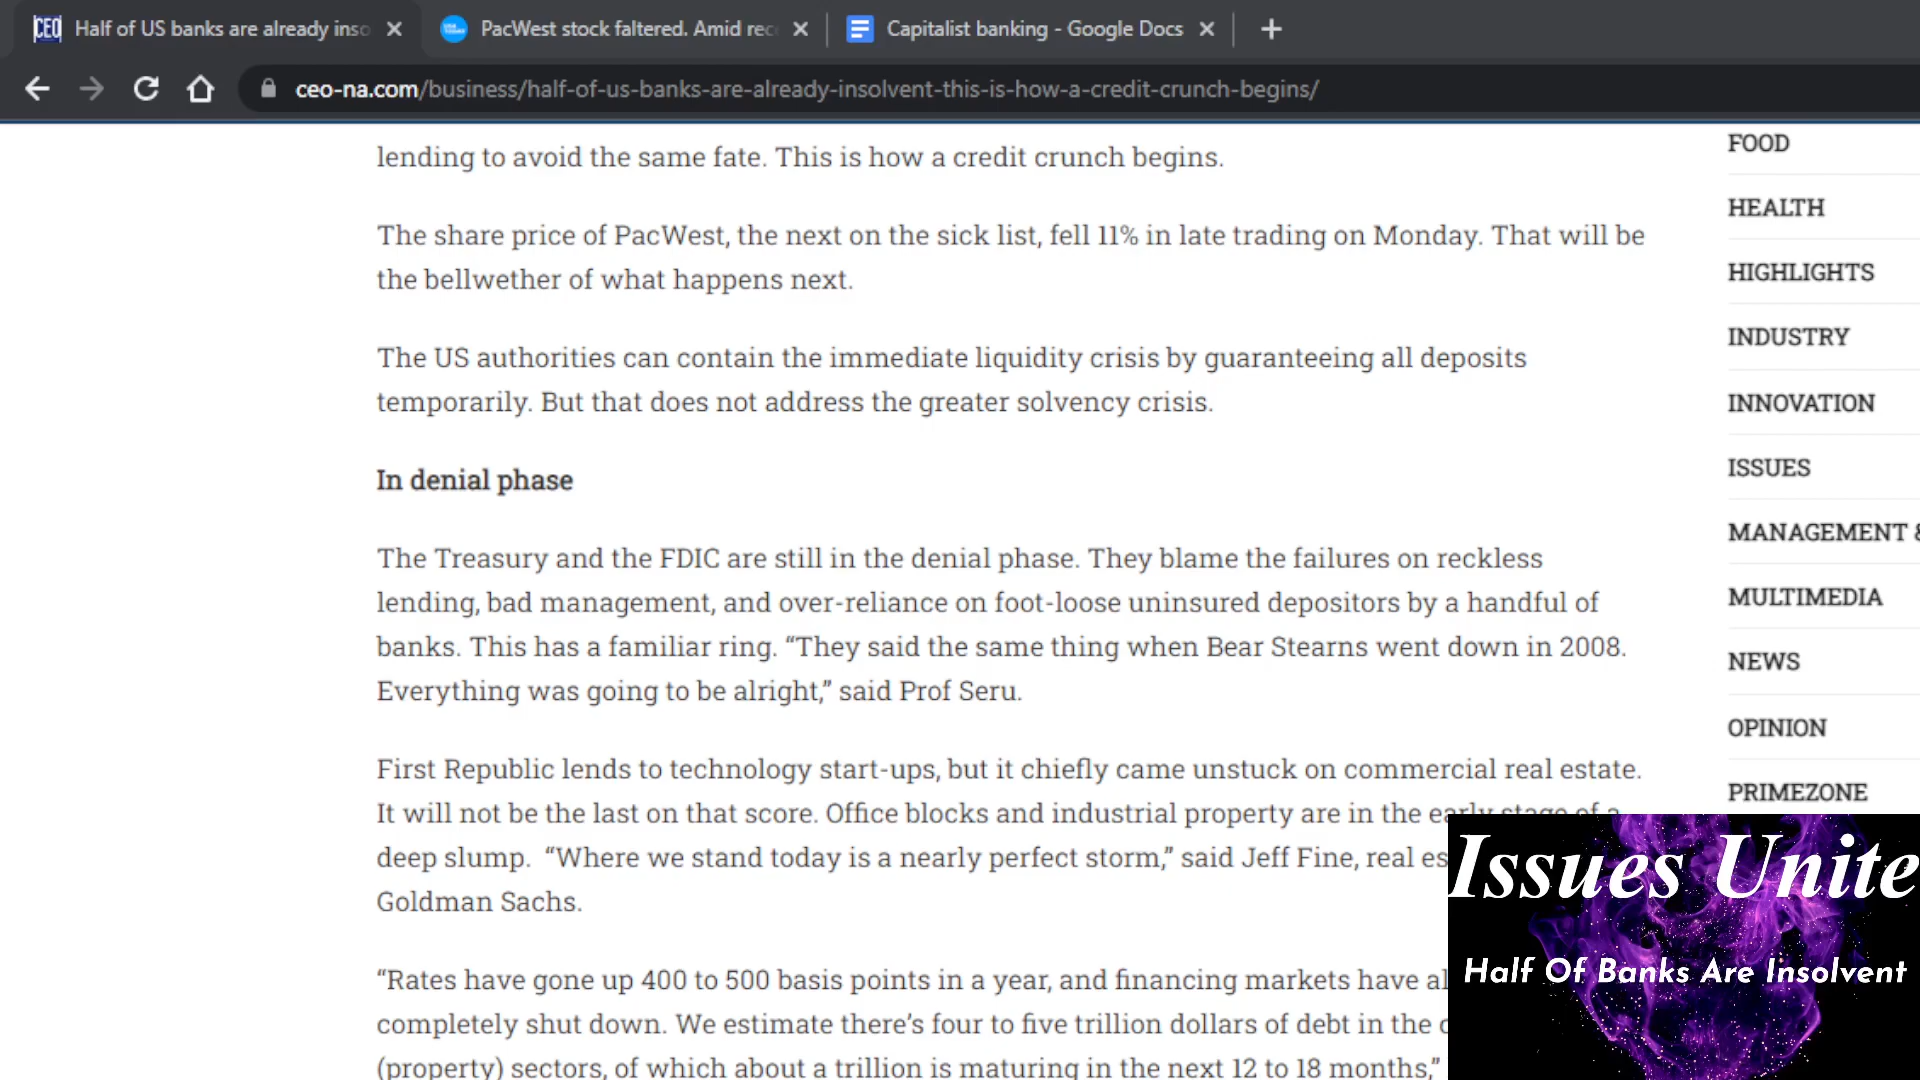 CEO Half of US banks are already inso
PacWest stock faltered. Amid rec
Capitalist banking - Google Docs
ceo-na.com/business/half-of-us-banks-are-already-insolvent-this-is-how-a-credit-crunch-begins/
lending to avoid the same fate. This is how a credit crunch begins.
The share price of PacWest, the next on the sick list, fell 11% in late trading on Monday. That will be
the bellwether of what happens next.
The US authorities can contain the immediate liquidity crisis by guaranteeing all deposits
temporarily. But that does not address the greater solvency crisis.
In denial phase
The Treasury and the FDIC are still in the denial phase. They blame the failures on reckless
lending, bad management, and over-reliance on foot-loose uninsured depositors by a handful of
banks. This has a familiar ring. “They said the same thing when Bear Stearns went down in 2008.
Everything was going to be alright,” said Prof Seru.
First Republic lends to technology start-ups, but it chiefly came unstuck on commercial real estate.
It will not be the last on that score. Office blocks and industrial property are in the early stage of a
deep slump. “Where we stand today is a nearly perfect storm,” said Jeff Fine, real es
Goldman Sachs.
“Rates have gone up 400 to 500 basis points in a year, and financing markets have al
completely shut down. We estimate there’s four to five trillion dollars of debt in the c
(property) sectors, of which about a trillion is maturing in the next 12 to 18 months,”
FOOD
HEALTH
HIGHLIGHTS
INDUSTRY
INNOVATION
ISSUES
MANAGEMENT &
MULTIMEDIA
NEWS
OPINION
PRIMEZONE
Issues Unite
Half Of Banks Are Insolvent